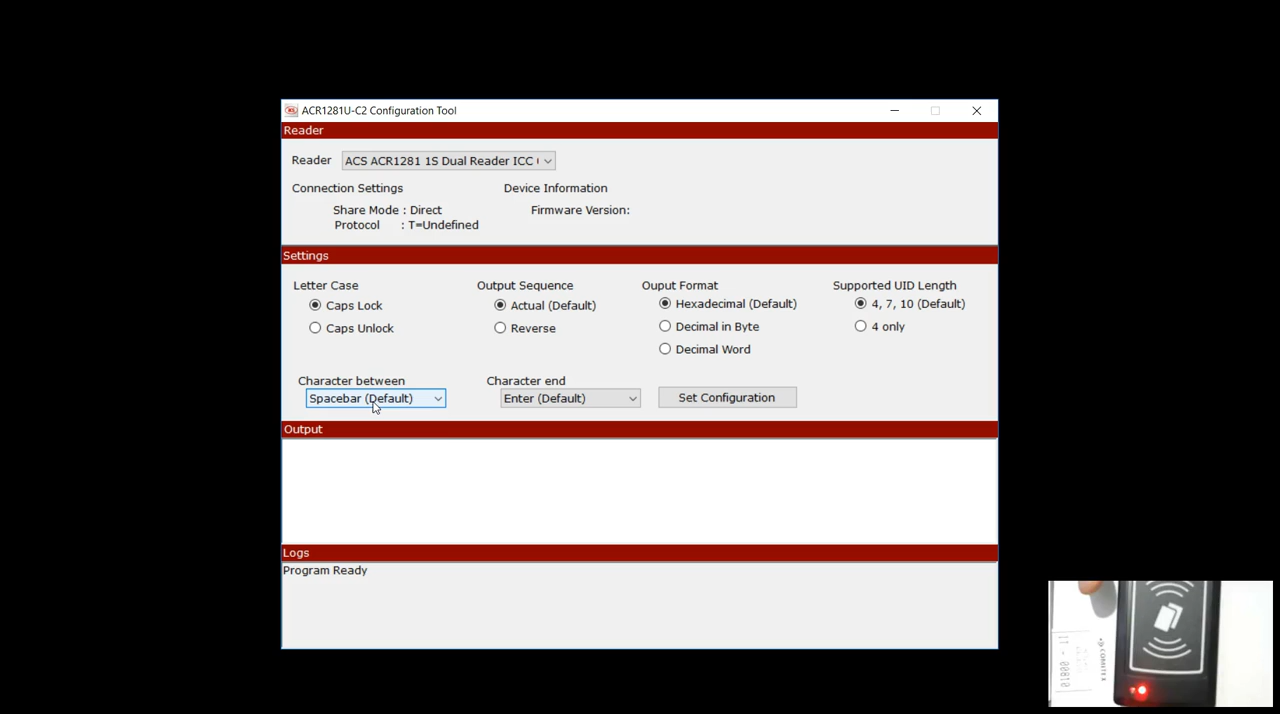 ACR1281U-C2 Configuration Tool
Reader
Reader ACS ACR1281 1S Dual Reader ICC
Connection Settings
Share Mode : Direct
Protocol : T=Undefined
Device Information
Firmware Version:
Settings
Letter Case
Caps Lock
Caps Unlock
Output Sequence
Actual (Default)
Reverse
Ouput Format
Hexadecimal (Default)
Decimal in Byte
Decimal Word
Supported UID Length
4, 7, 10 (Default)
4 only
Character between
Spacebar (Default)
Character end
Enter (Default)
Set Configuration
Output
Logs
Program Ready